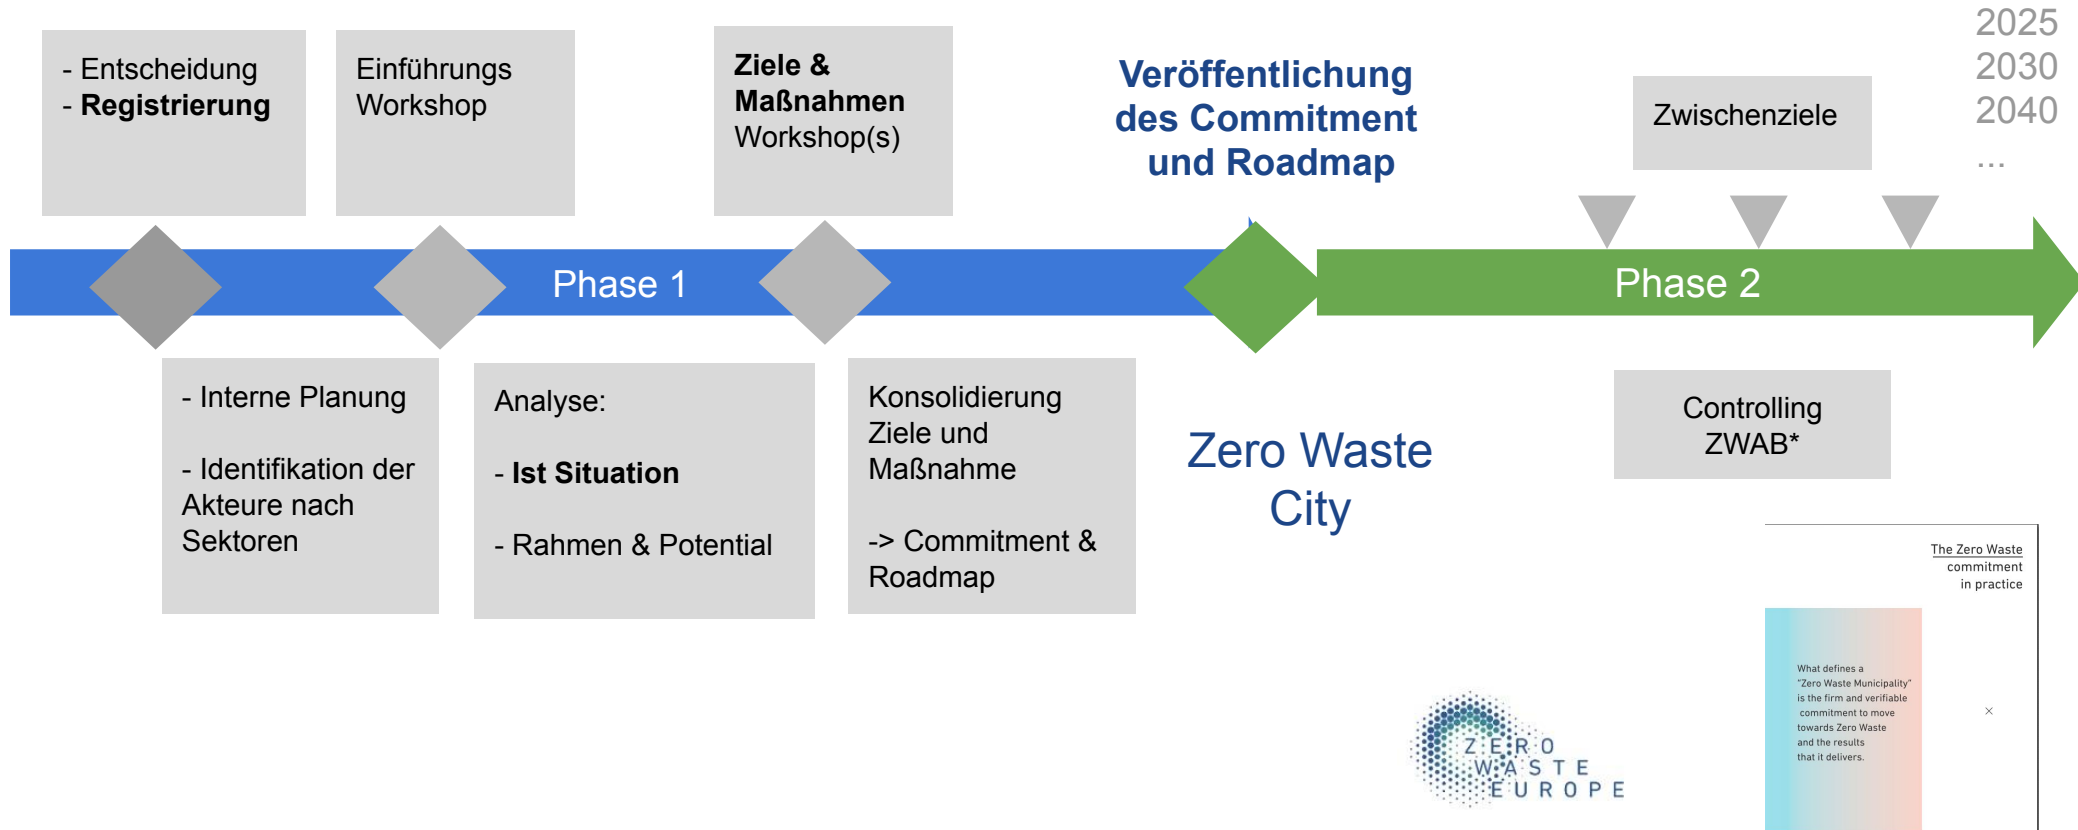 - Entscheidung
- Registrierung
Einführungs
Workshop
Ziele &
Maßnahmen
Workshop(s)
Veröffentlichung
des Commitment
und Roadmap
Zwischenziele
2025
2030
2040
...
Phase 1
Phase 2
- Interne Planung
- Identifikation der
Akteure nach
Sektoren
Analyse:
- Ist Situation
- Rahmen & Potential
Konsolidierung
Ziele und
Maßnahme
-> Commitment &
Roadmap
Zero Waste
City
Controlling
ZWAB*
ZERO
WASTE
EUROPE
The Zero Waste
commitment
in practice
What defines a
"Zero Waste Municipality"
is the firm and verifiable
commitment to move
towards Zero Waste
and the results
that it delivers.